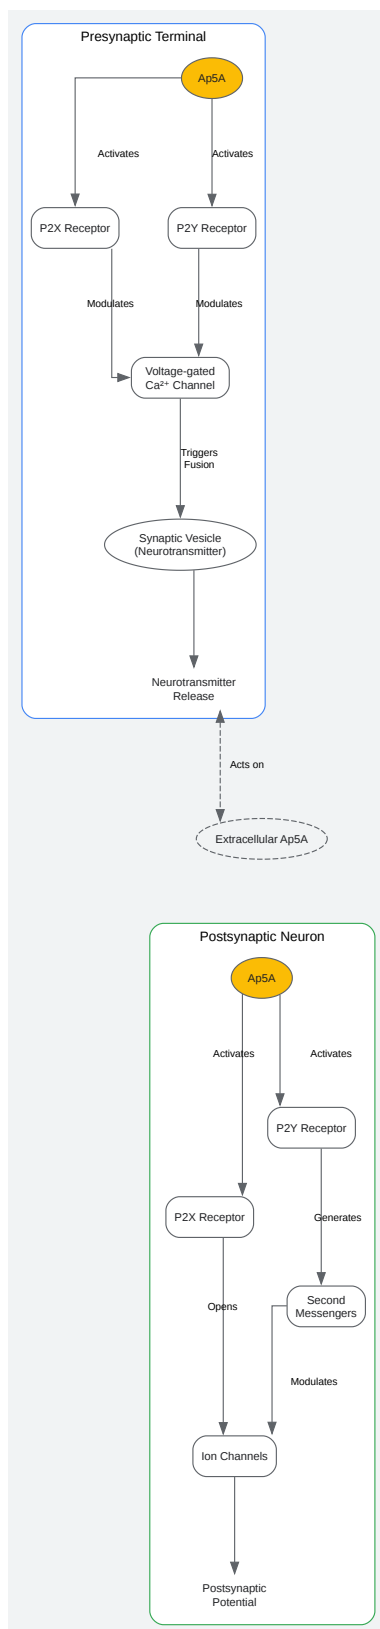 Presynaptic Terminal
Ap5A
Activates
Activates
P2X Receptor
P2Y Receptor
Modulates
Modulates
Voltage-gated
Ca²⁺ Channel
Triggers
Fusion
Synaptic Vesicle
(Neurotransmitter)
Neurotransmitter
Release
Acts on
Extracellular Ap5A
Postsynaptic Neuron
Ap5A
Activates
Activates
P2Y Receptor
P2X Receptor
Generates
Second
Messengers
Opens
Modulates
Ion Channels
Postsynaptic
Potential